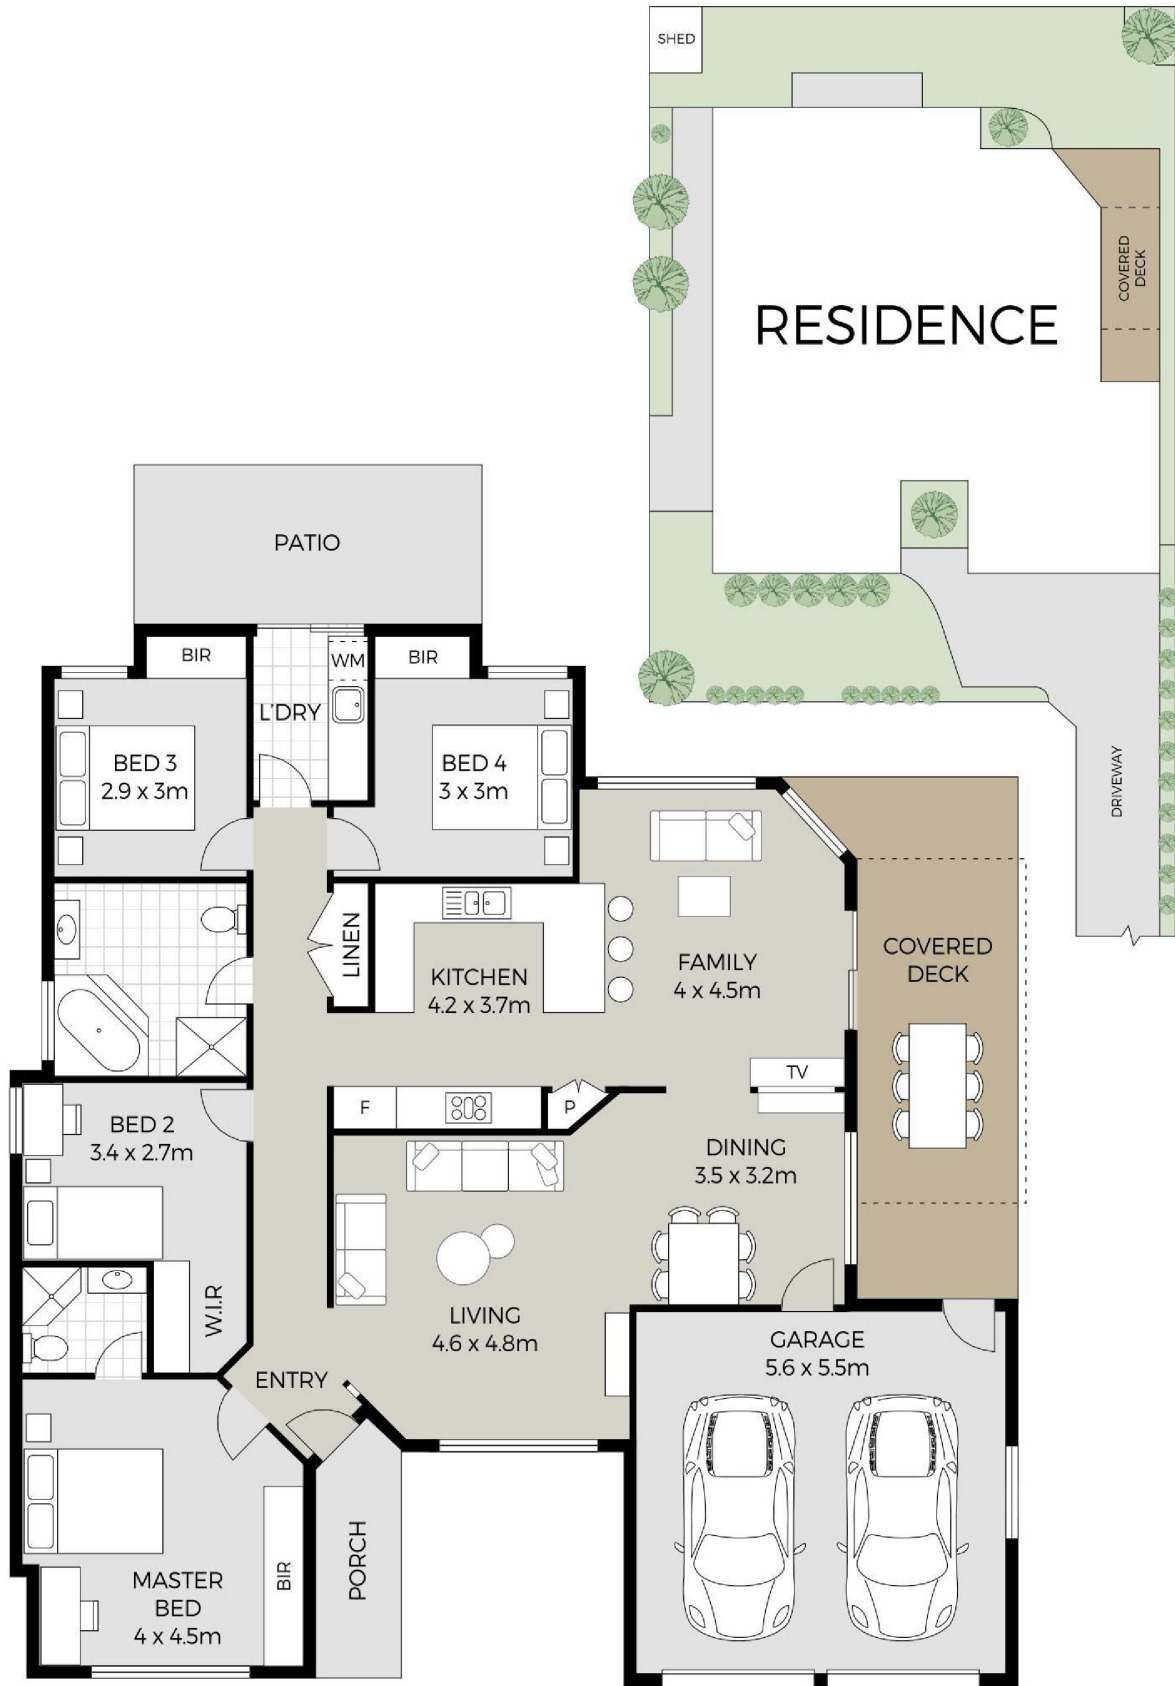 SHED
COVERED
DECK
RESIDENCE
DRIVEWAY
PATIO
BIR
WM
BIR
L'DRY
BED 3
2.9 x 3m
BED 4
3 x 3m
LINEN
KITCHEN
4.2 x 3.7m
FAMILY
4 x 4.5m
COVERED
DECK
TV
F
P
BED 2
3.4 x 2.7m
DINING
3.5 x 3.2m
W.I.R
LIVING
4.6 x 4.8m
GARAGE
5.6 x 5.5m
ENTRY
PORCH
BIR
MASTER
BED
4 x 4.5m